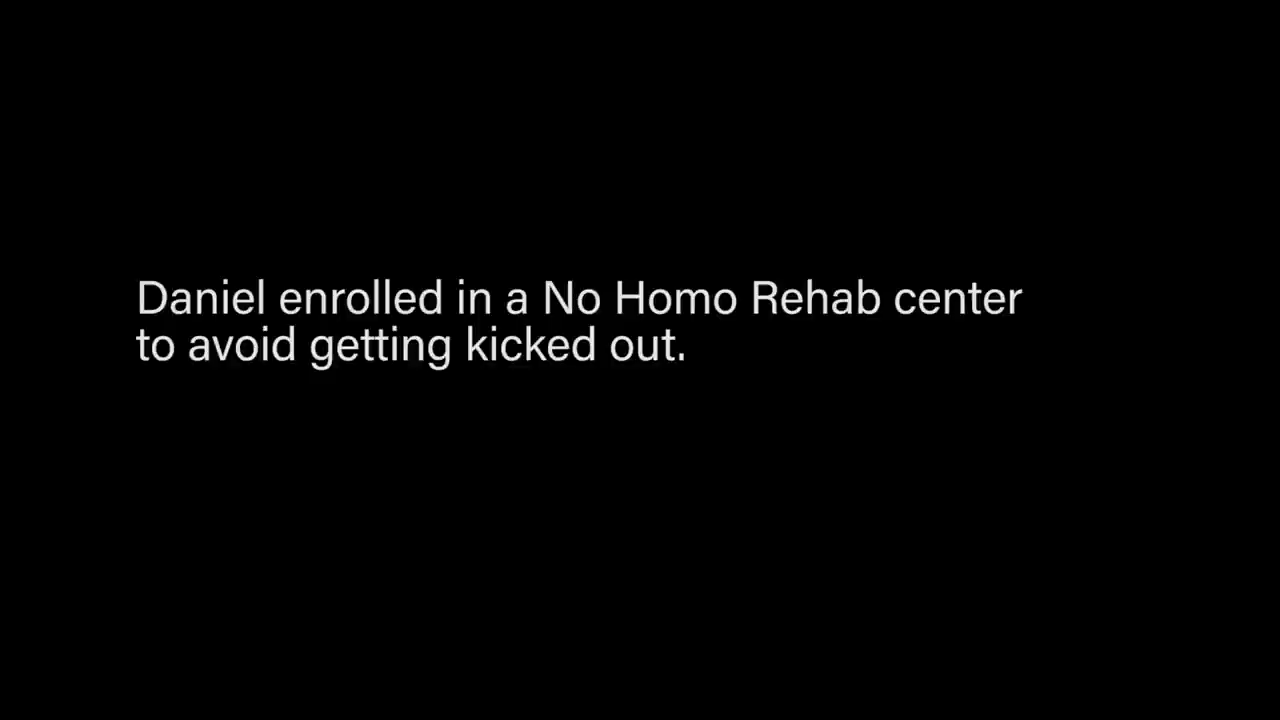 Daniel enrolled in a No Homo Rehab center
to avoid getting kicked out.